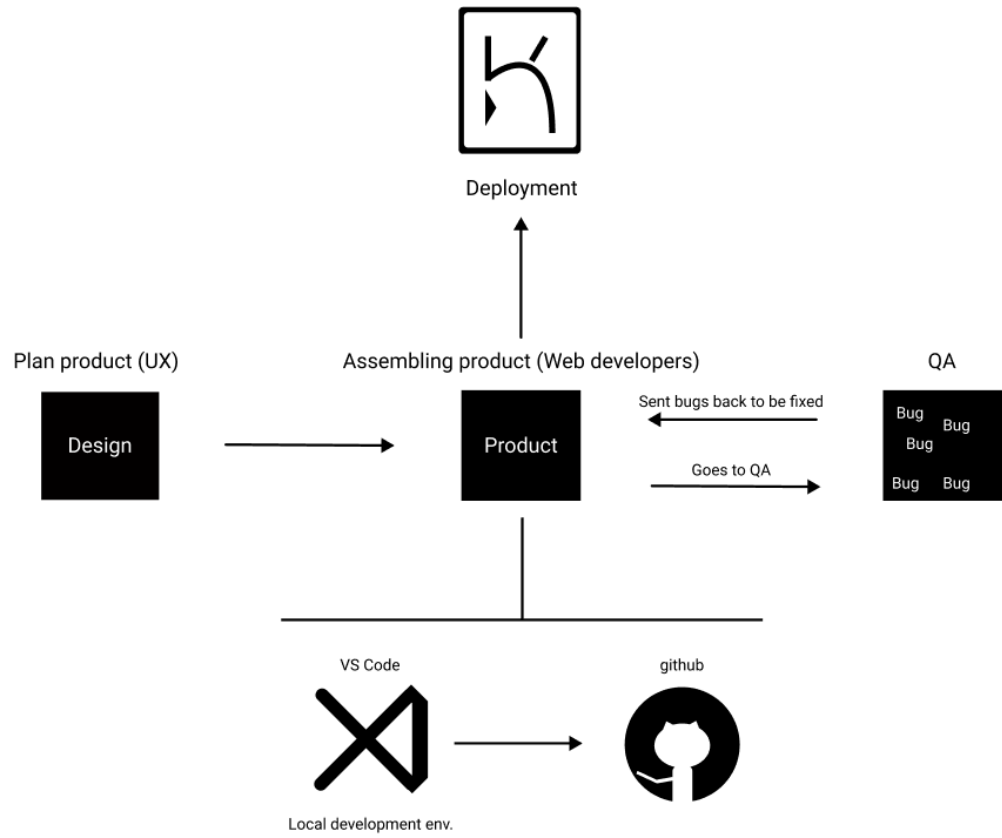 Deployment
Plan product (UX)
Assembling product (Web developers)
QA
Design
Product
Sent bugs back to be fixed
Goes to QA
Bug
Bug
Bug
Bug
Bug
VS Code
github
Local development env.